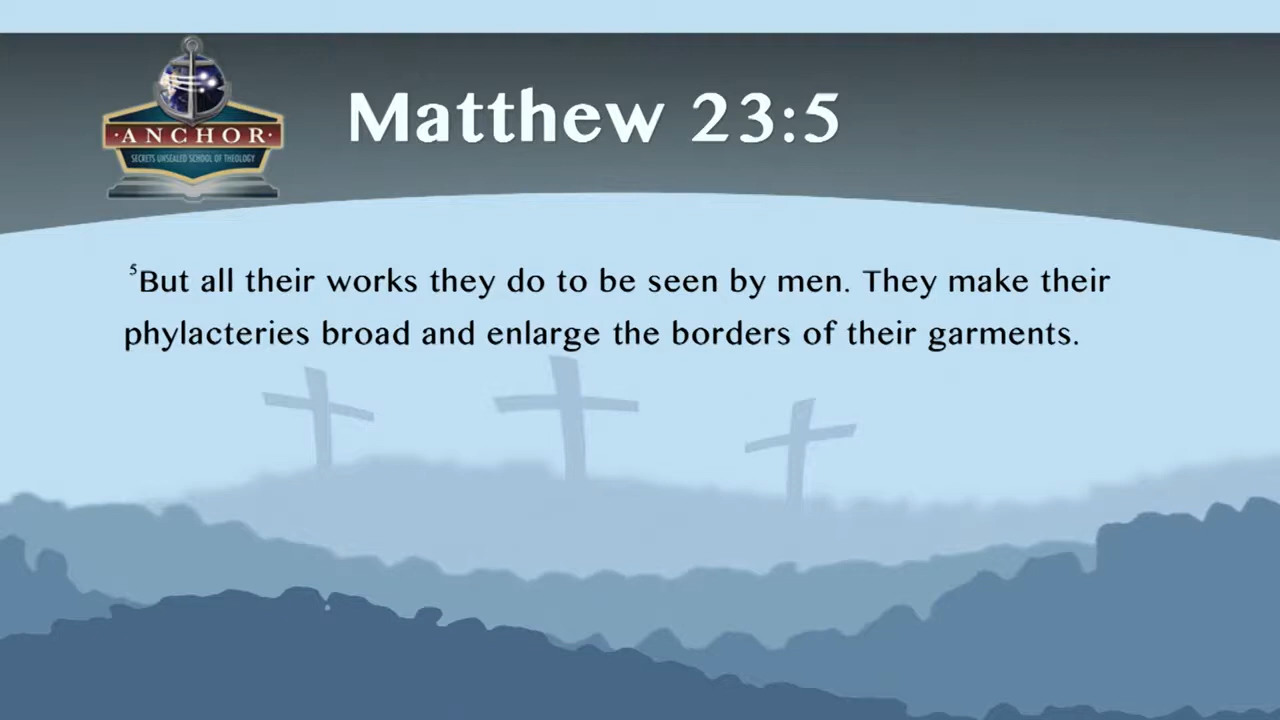 ·ANCHOR·
SECRETS UNSEALED SCHOOL OF THEOLOGY
Matthew 23:5
5But all their works they do to be seen by men. They make their
phylacteries broad and enlarge the borders of their garments.